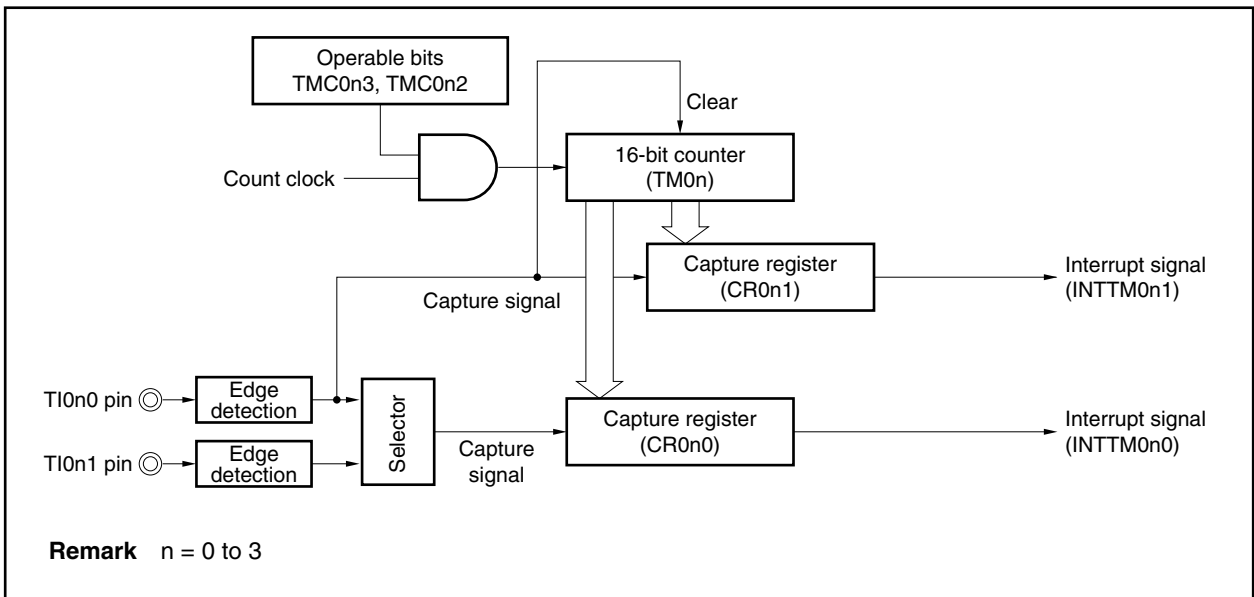 Operable bits
TMC0n3, TMC0n2
Clear
16-bit counter
(TM0n)
Count clock
Capture register
(CR0n1)
Interrupt signal
(INTTM0n1)
Capture signal
TI0n0 pin
Edge
detection
Selector
Capture register
(CR0n0)
Interrupt signal
(INTTM0n0)
Capture
signal
TI0n1 pin
Edge
detection
Remark n = 0 to 3